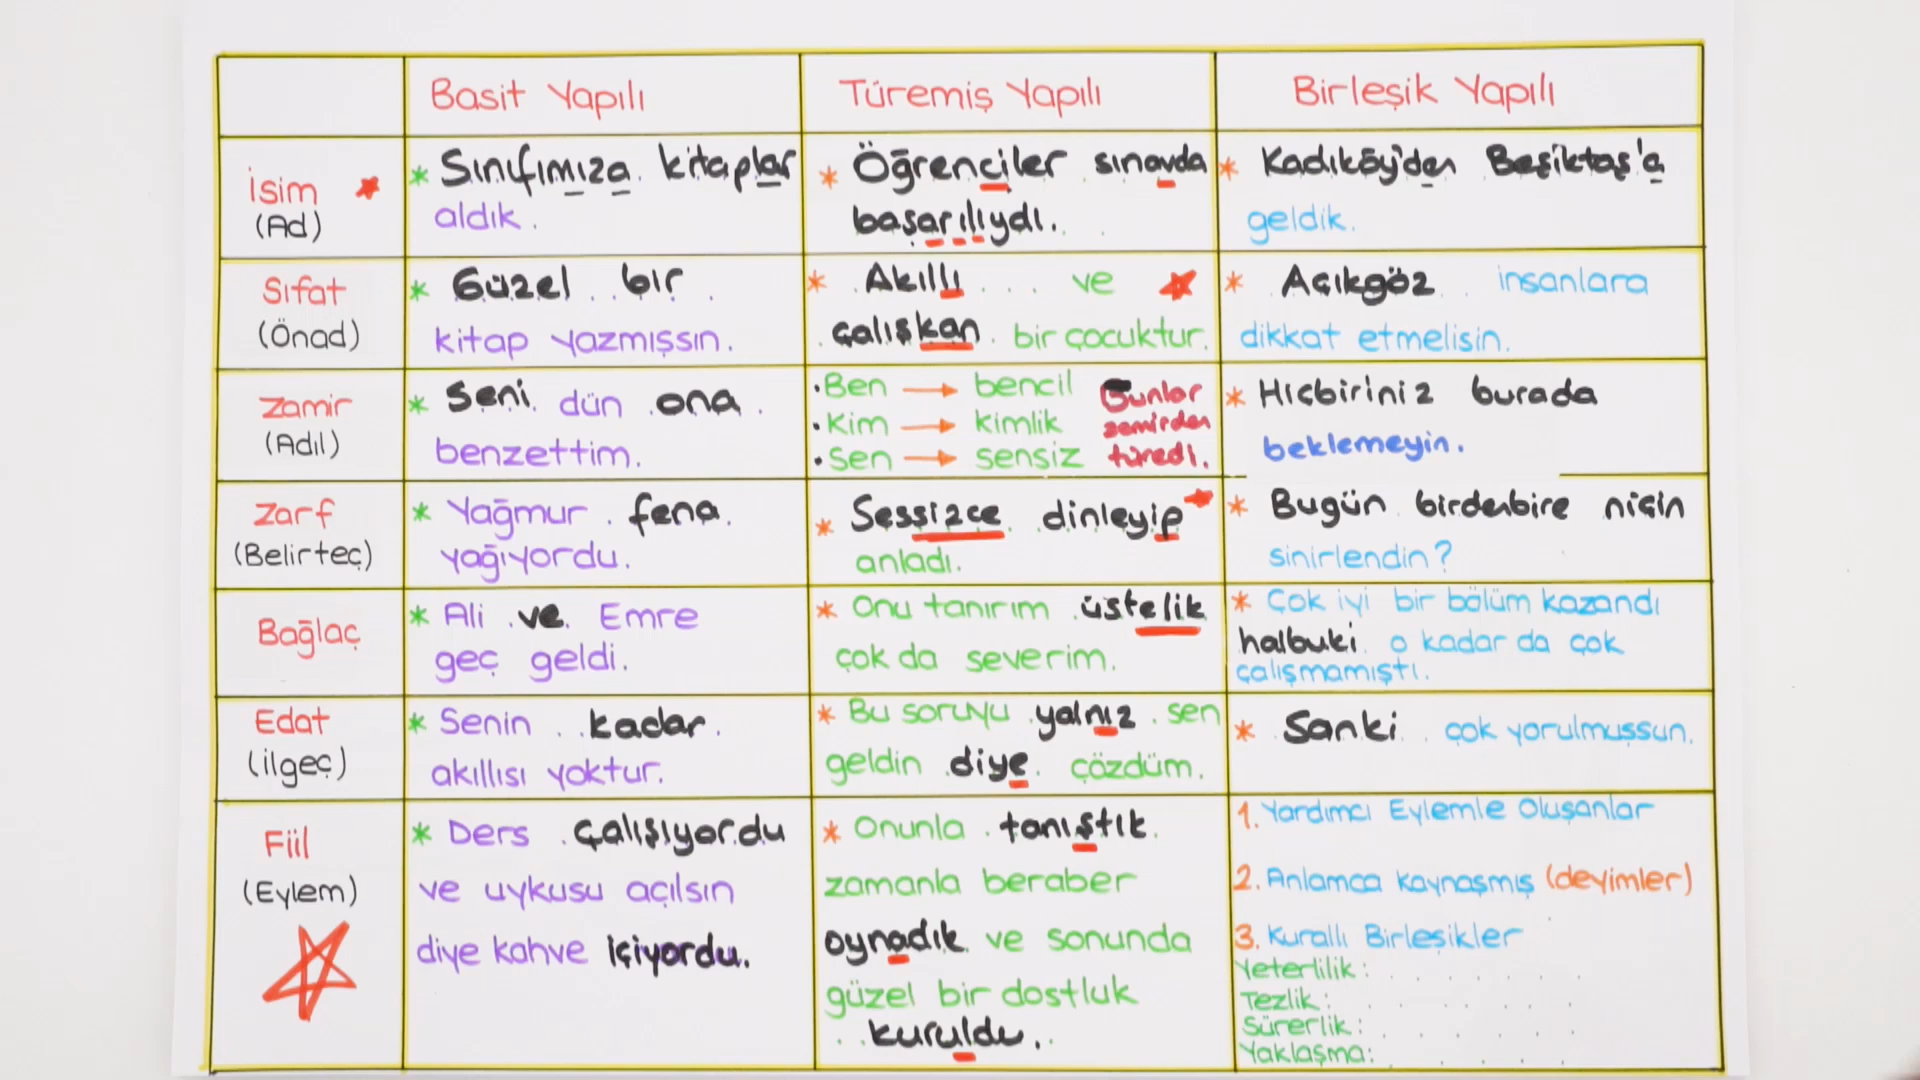 Basit Yapılı
Türemiş Yapılı
Birleşik Yapılı
İsim
(Ad)
* Sınıfımıza kitaplar
aldık.
* Öğrenciler sınavda
başarılıydı.
* Kadıköy'den Beşiktaş'a
geldik.
Sıfat
(Önad)
* Güzel bir
kitap yazmışsın.
* Akıllı ve
çalışkan bir çocuktur.
* Açıkgöz insanlara
dikkat etmelisin.
Zamir
(Adıl)
* Seni dün ona
benzettim.
• Ben → bencil
• Kim → kimlik
• Sen → sensiz
Bunlar
zamirden
türedi.
* Hiçbiriniz burada
beklemeyin.
Zarf
(Belirteç)
* Yağmur fena
yağıyordu.
* Sessizce dinleyip
anladı.
* Bugün birdenbire niçin
sinirlendin?
Bağlaç
* Ali ve Emre
geç geldi.
* Onu tanırım üstelik
çok da severim.
* Çok iyi bir bölüm kazandı
halbuki o kadar da çok
çalışmamıştı.
Edat
(ilgeç)
* Senin kadar
akıllısı yoktur.
* Bu soruyu yalnız sen
geldin diye çözdüm.
* Sanki çok yorulmuşsun.
Fiil
(Eylem)
* Ders çalışıyordu
ve uykusu açılsın
diye kahve içiyordu.
* Onunla tanıştık
zamanla beraber
oynadık ve sonunda
güzel bir dostluk
kuruldu.
1. Yardımcı Eylemle Oluşanlar
2. Anlamca Kaynaşmış (deyimler)
3. Kurallı Birleşikler
Yeterlilik:
Tezlik:
Sürerlik:
Yaklaşma: